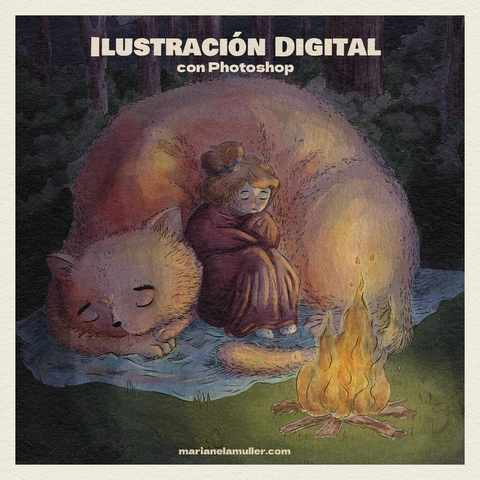 Ilustración Digital
con Photoshop
marianelamuller.com